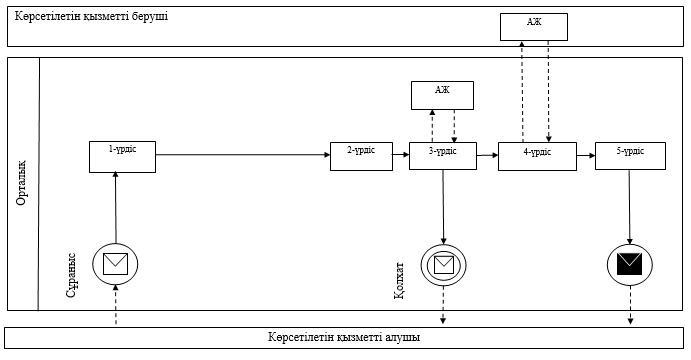 Көрсетілетін қызметті беруші
АЖ
АЖ
1-үрдіс
2-үрдіс
3-үрдіс
4-үрдіс
5-үрдіс
Орталық
Сұраныс
Қолхат
Көрсетілетін қызметті алушы